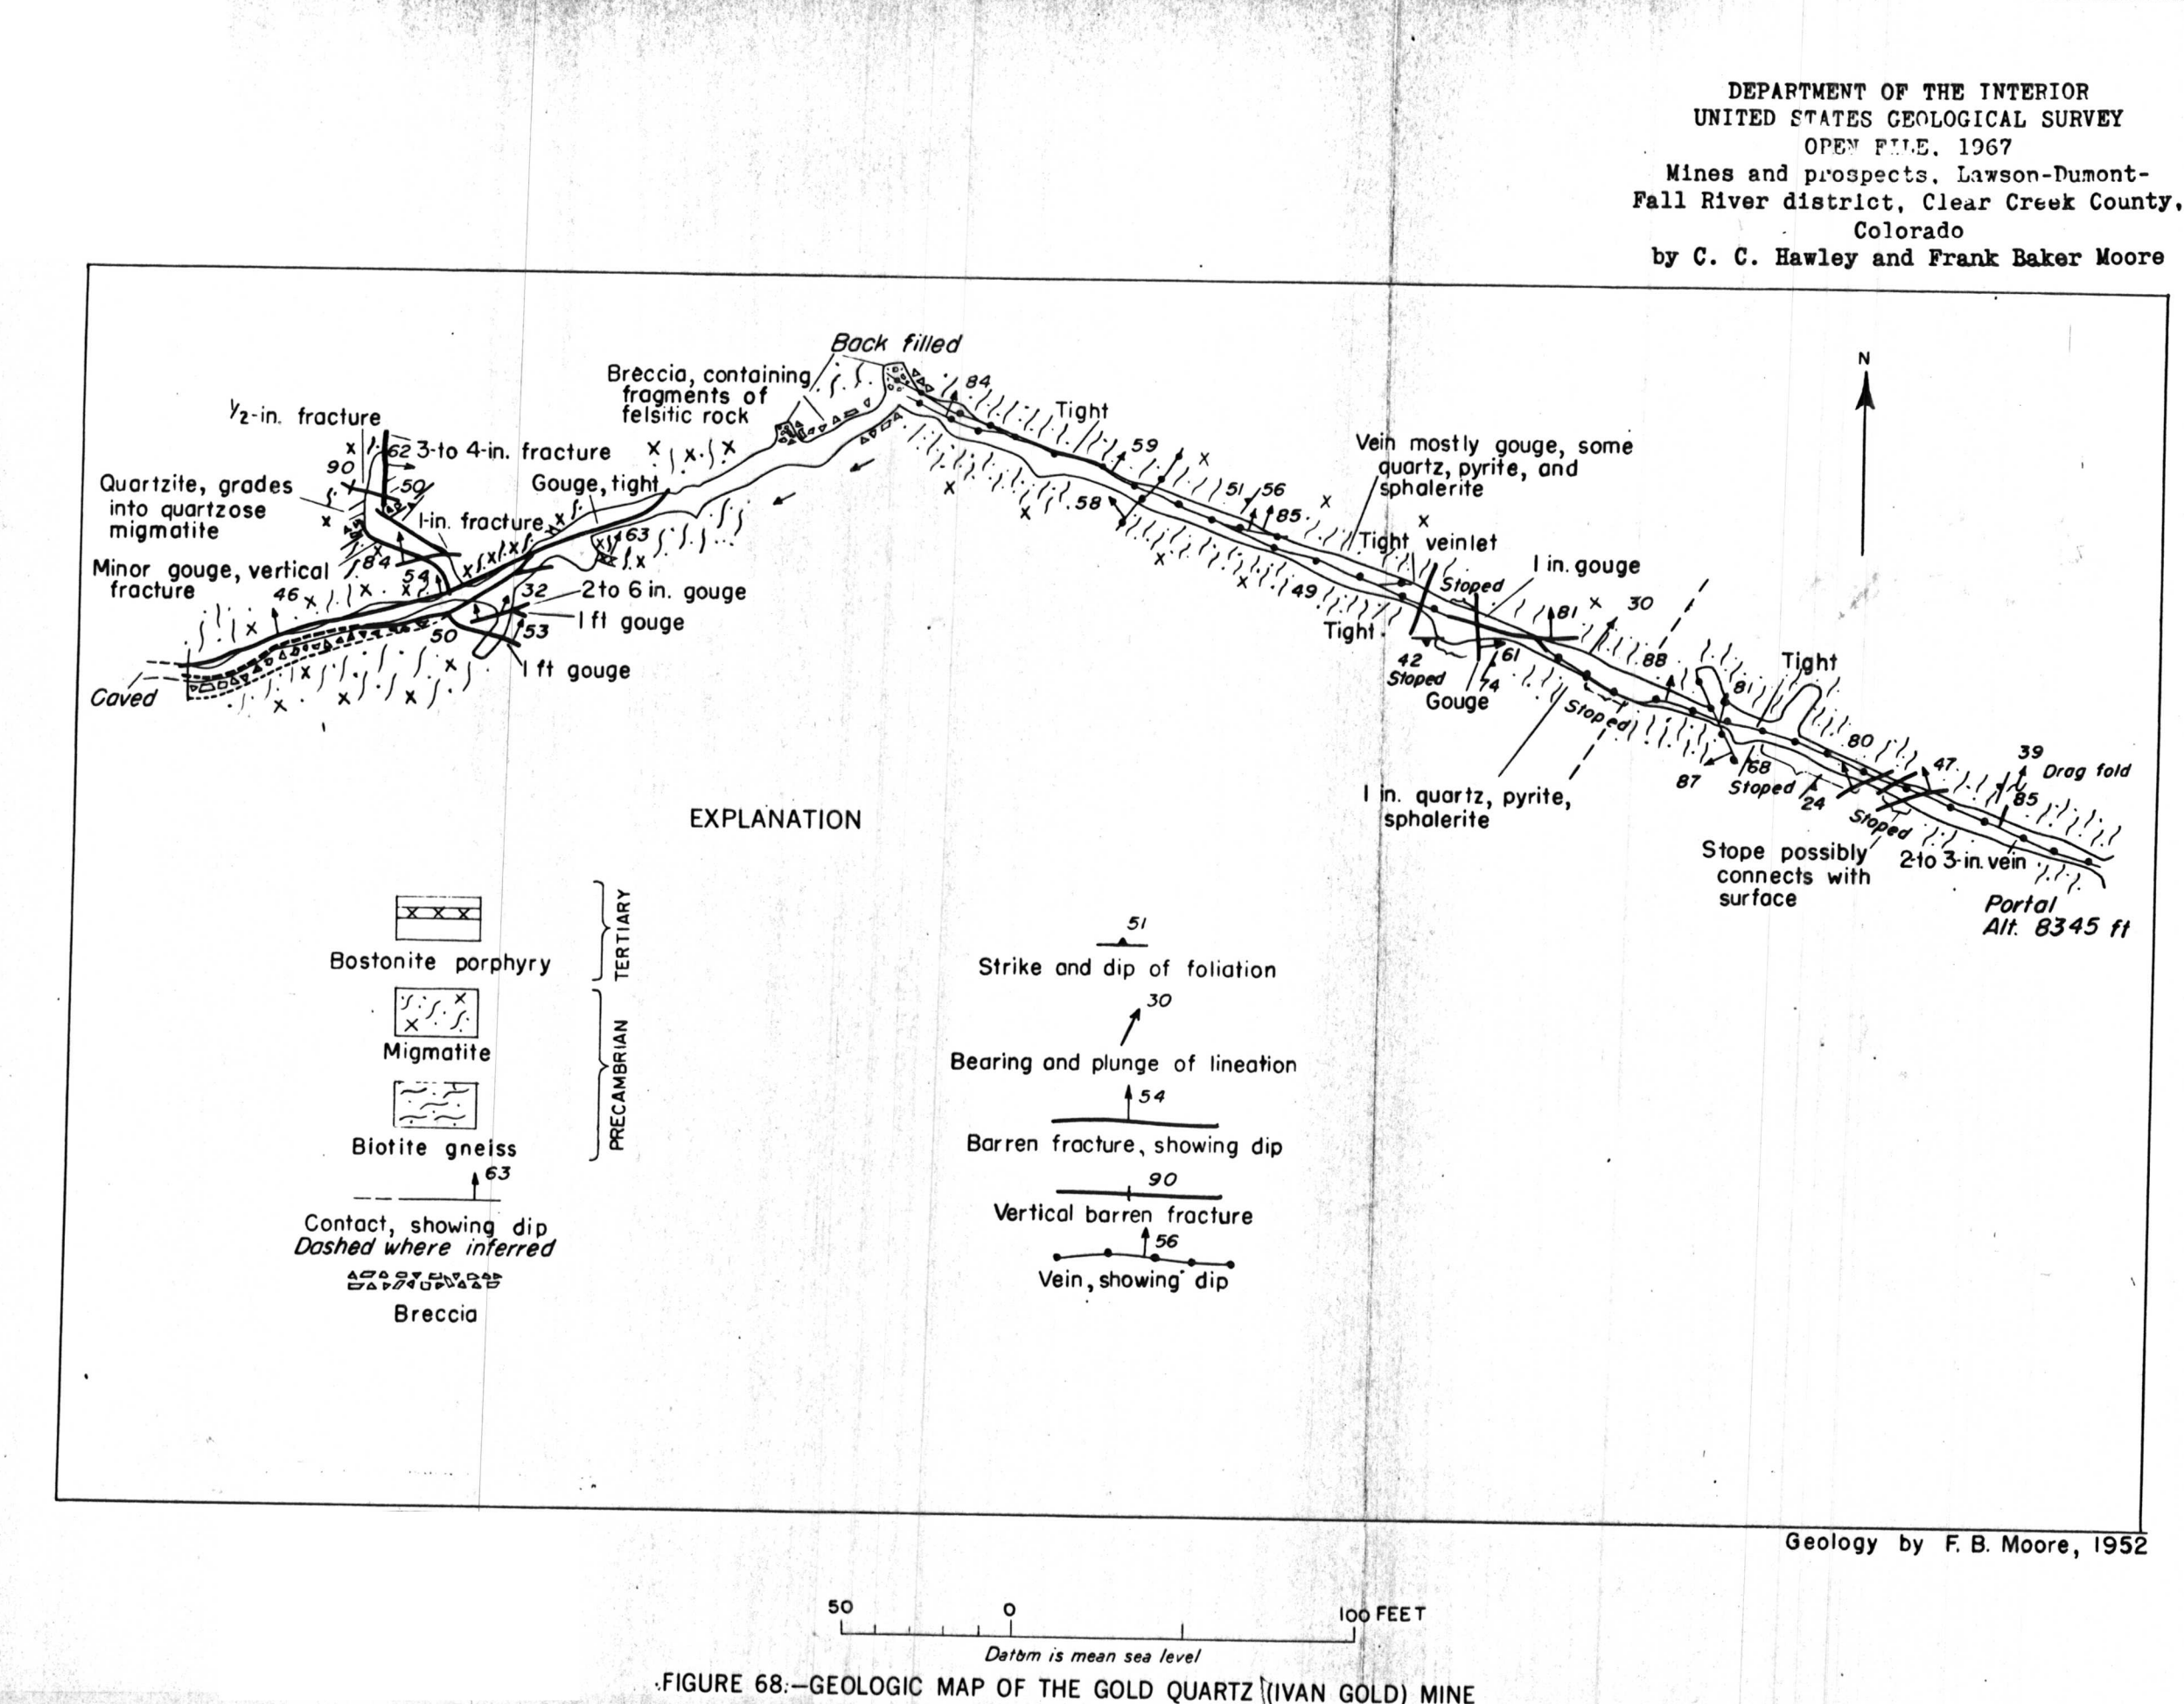 DEPARTMENT OF THE INTERIOR
UNITED STATES GEOLOGICAL SURVEY
OPEN FILE. 1967
Mines and prospects, Lawson-Dumont-
Fall River district, Clear Creek County,
Colorado
by C. C. Hawley and Frank Baker Moore
Back filled
Breccia, containing
fragments of
felsitic rock
84
Tight
N
1/2-in. fracture
62
3-to 4-in. fracture
90
50
59
58
Vein mostly gouge, some
quartz, pyrite, and
sphalerite
Quartzite, grades
into quartzose
migmatite
Gouge, tight
1-in. fracture
63
51
56
85
Tight veinlet
1 in. gouge
Stoped
Minor gouge, vertical
fracture
84
54
46
32
2 to 6 in. gouge
1 ft gouge
53
50
1 ft gouge
Caved
49
Tight
81
30
42
Stoped
61
74
Gouge
88
Stoped
81
Tight
80
87
68
Stoped
24
47
39
Drag fold
85
Stoped
1 in. quartz, pyrite,
sphalerite
Stope possibly
connects with
surface
2-to 3-in. vein
Portal
Alt. 8345 ft
EXPLANATION
Bostonite porphyry
TERTIARY
Migmatite
Biotite gneiss
PRECAMBRIAN
63
Contact, showing dip
Dashed where inferred
Breccia
51
Strike and dip of foliation
30
Bearing and plunge of lineation
54
Barren fracture, showing dip
90
Vertical barren fracture
56
Vein, showing dip
Geology by F. B. Moore, 1952
50 0 100 FEET
Datum is mean sea level
FIGURE 68.—GEOLOGIC MAP OF THE GOLD QUARTZ (IVAN GOLD) MINE